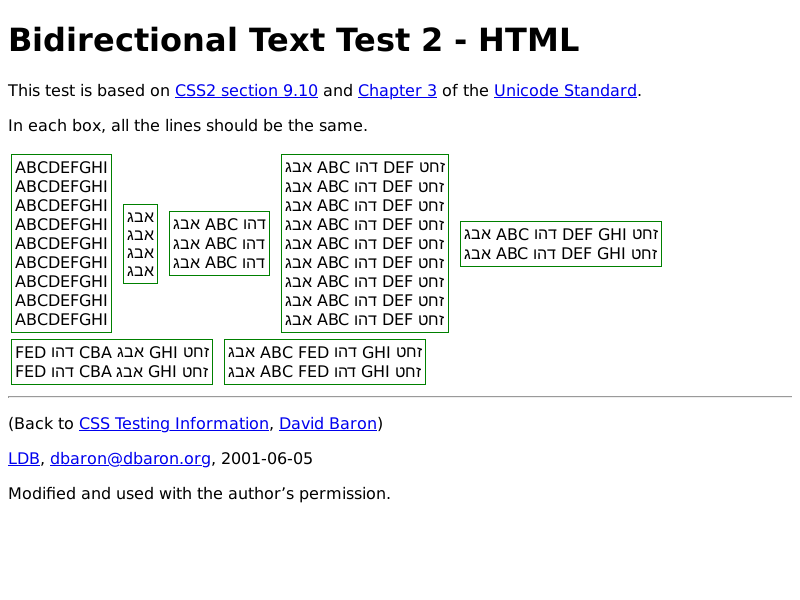 Bidirectional Text Test 2 - HTML
This test is based on CSS2 section 9.10 and Chapter 3 of the Unicode Standard.
In each box, all the lines should be the same.
ABCDEFGHI
ABCDEFGHI
ABCDEFGHI
ABCDEFGHI
ABCDEFGHI
ABCDEFGHI
ABCDEFGHI
ABCDEFGHI
ABCDEFGHI
אבג
אבג
אבג
אבג
אבג ABC דהו
אבג ABC דהו
אבג ABC דהו
אבג ABC דהו DEF זחט
אבג ABC דהו DEF זחט
אבג ABC דהו DEF זחט
אבג ABC דהו DEF זחט
אבג ABC דהו DEF זחט
אבג ABC דהו DEF זחט
אבג ABC דהו DEF זחט
אבג ABC דהו DEF זחט
אבג ABC דהו DEF זחט
אבג ABC דהו DEF GHI זחט
אבג ABC דהו DEF GHI זחט
FED דהו CBA אבג GHI זחט
FED דהו CBA אבג GHI זחט
אבג ABC FED דהו GHI זחט
אבג ABC FED דהו GHI זחט
(Back to CSS Testing Information, David Baron)
LDB, dbaron@dbaron.org, 2001-06-05
Modified and used with the author’s permission.